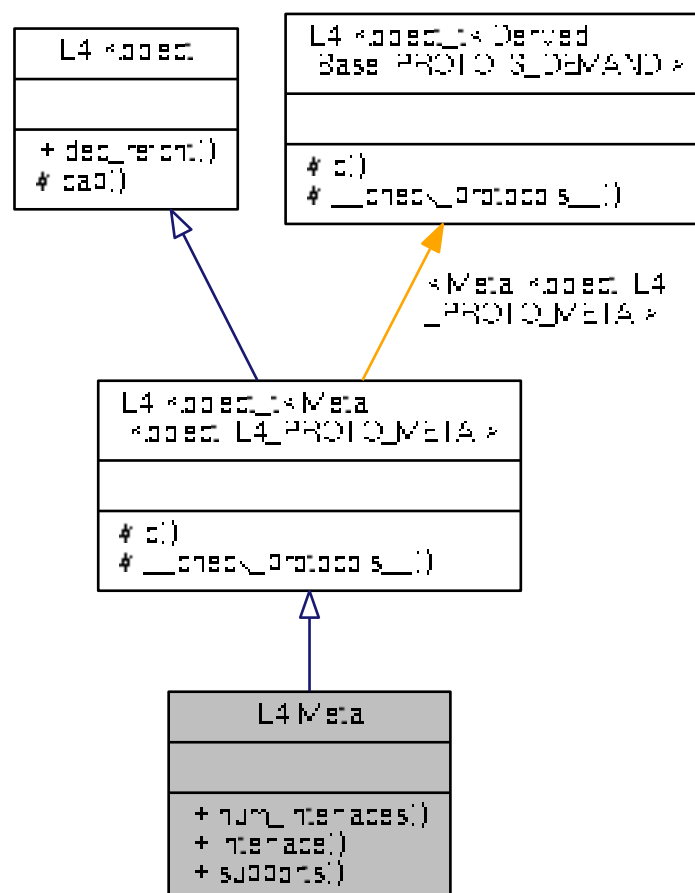 L4 Kobject
+ dec_refcnt()
# cap()
L4 Kobject_t< Derived
Base PROTO S_DEMAND >
# c()
# __check_protocols__()
< Meta Kobject L4
_PROTO_META >
L4 Kobject_t< Meta
Kobject L4_PROTO_META >
# c()
# __check_protocols__()
L4 Meta
+ num_interfaces()
+ interface()
+ supports()